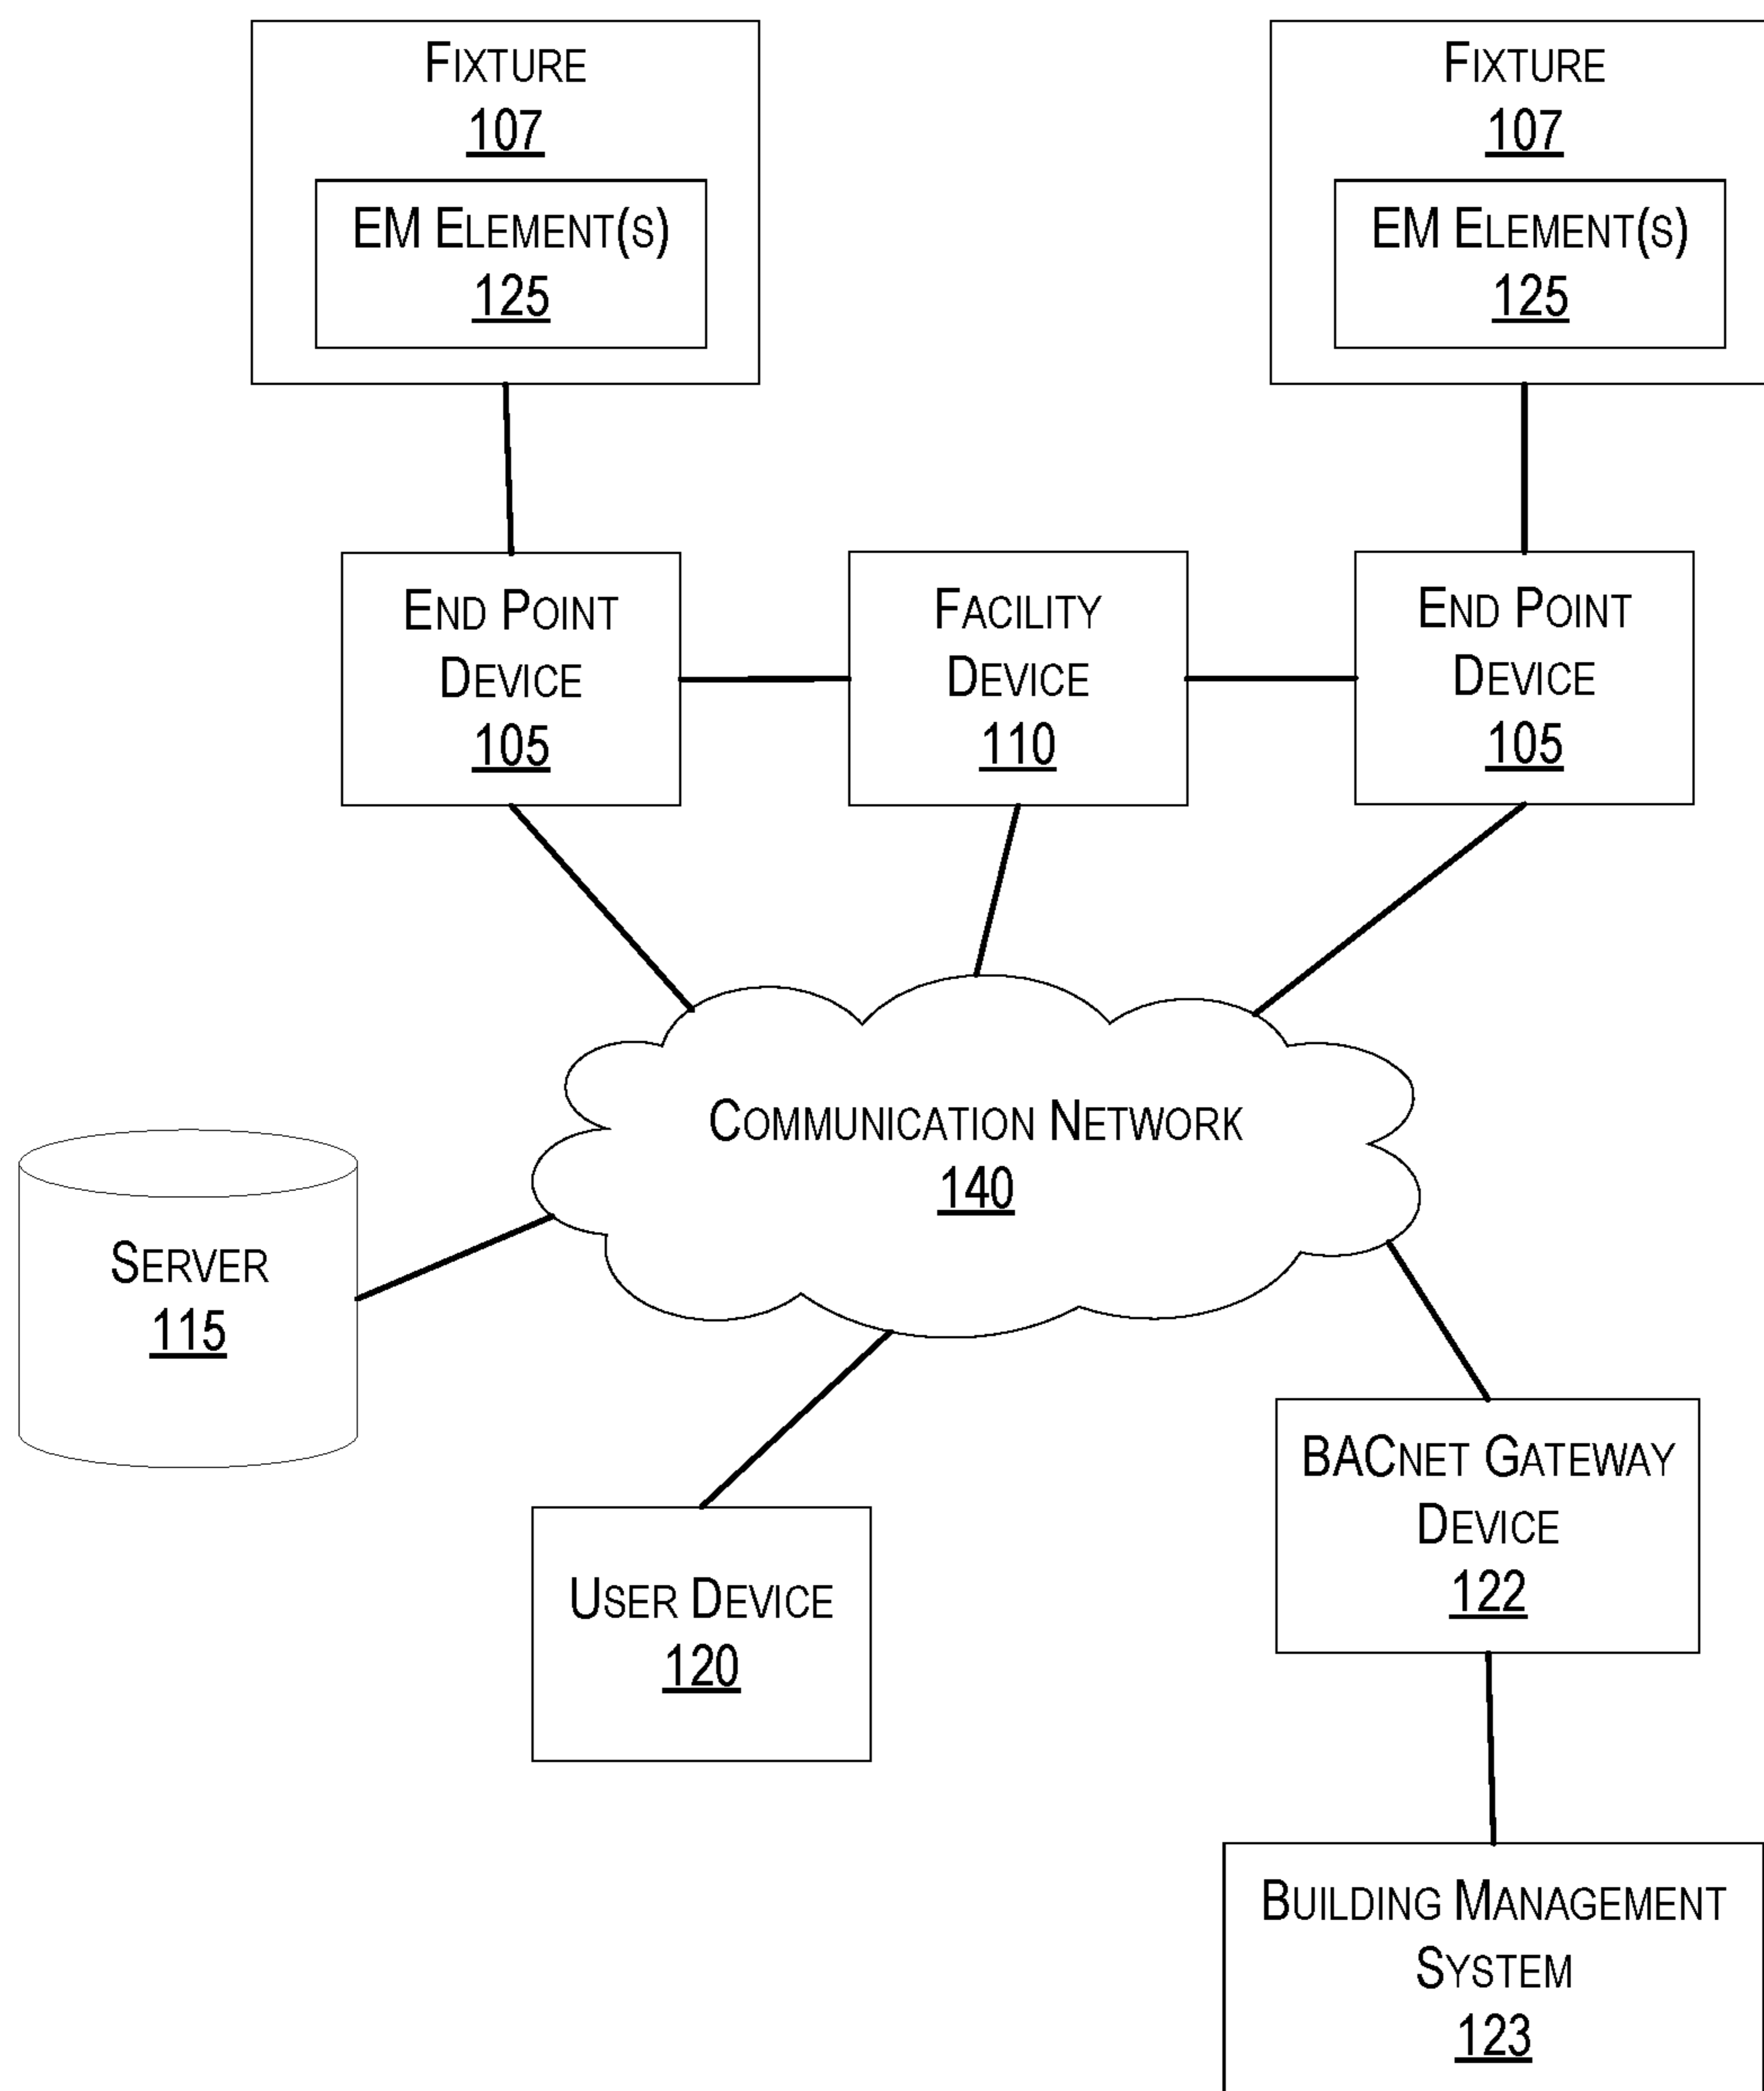 FIXTURE
107
EM ELEMENT(S)
125
FIXTURE
107
EM ELEMENT(S)
125
END POINT
DEVICE
105
FACILITY
DEVICE
110
END POINT
DEVICE
105
COMMUNICATION NETWORK
140
SERVER
115
BACNET GATEWAY
DEVICE
122
USER DEVICE
120
BUILDING MANAGEMENT
SYSTEM
123